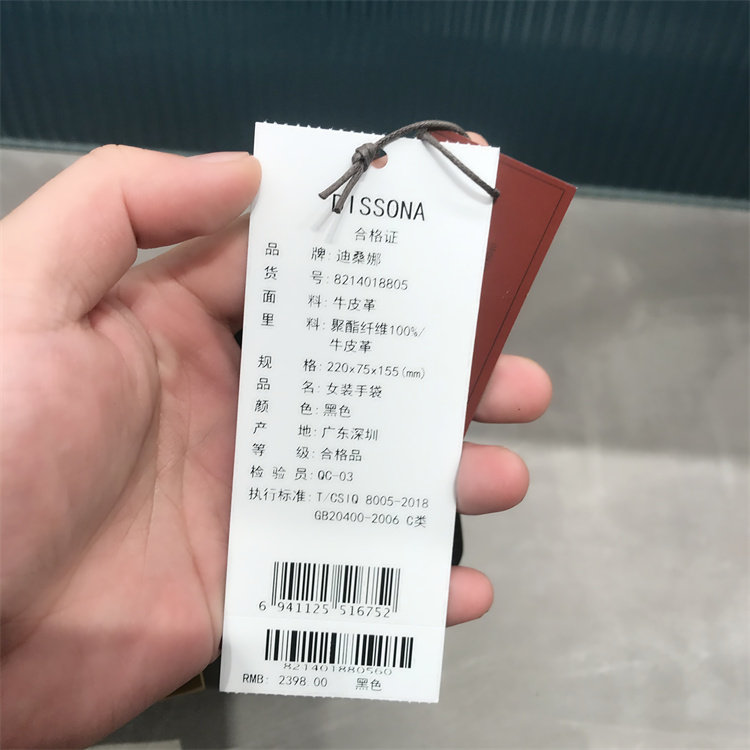 DISSONA
合格证
品 牌: 迪桑娜
货 号: 8214018805
面 料: 牛皮革
里 料: 聚酯纤维100%/
牛皮革
规 格: 220x75x155(mm)
品 名: 女装手袋
颜 色: 黑色
产 地: 广东深圳
等 级: 合格品
检 验 员: QC-03
执行标准: T/CSIQ 8005-2018
GB20400-2006 C类
6 941125 516752
821401880560
RMB: 2398.00 黑色